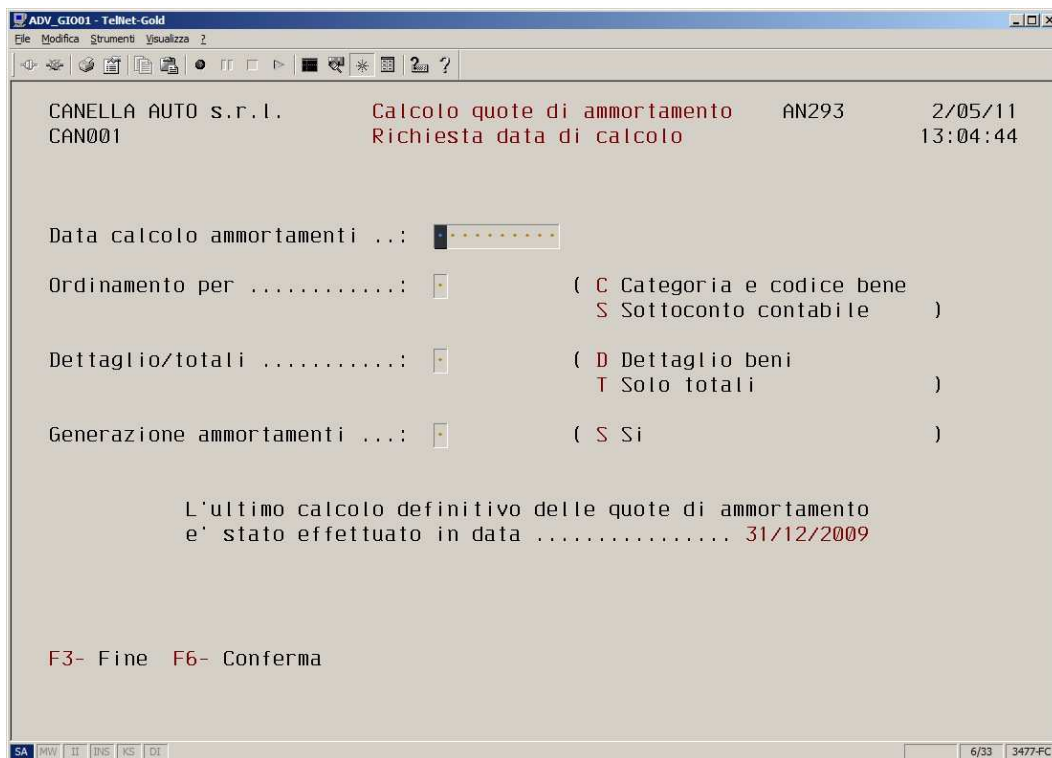 ADV_GIO01 - TelNet-Gold
File Modifica Strumenti Visualizza ?
CANELLA AUTO s.r.l. Calcolo quote di ammortamento AN293 2/05/11
CAN001 Richiesta data di calcolo 13:04:44
Data calcolo ammortamenti ..:
Ordinamento per ............: ( C Categoria e codice bene
S Sottoconto contabile )
Dettaglio/totali ...........: ( D Dettaglio beni
T Solo totali )
Generazione ammortamenti ...: ( S Si )
L'ultimo calcolo definitivo delle quote di ammortamento
e' stato effettuato in data ................ 31/12/2009
F3- Fine F6- Conferma
SA MW II INS KS DI 6/33 3477-FC